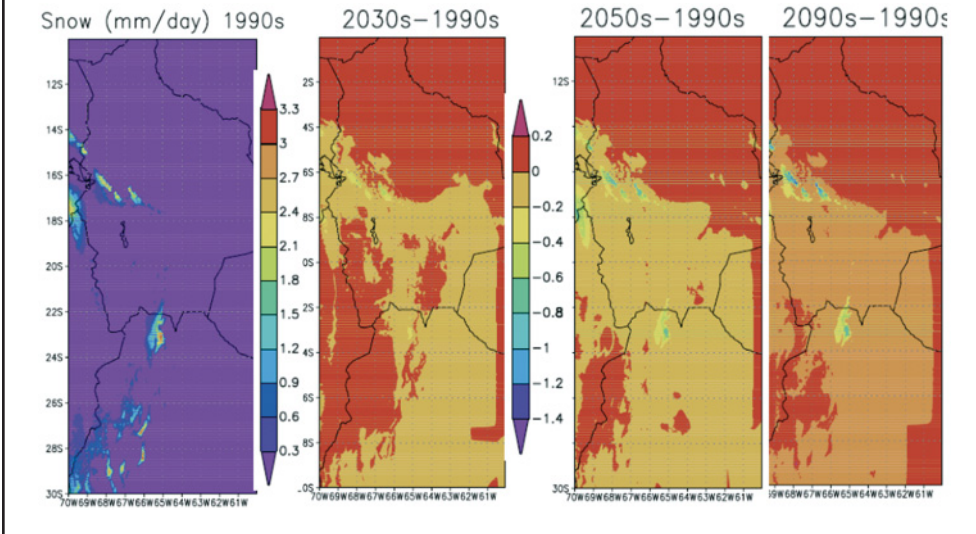 Snow (mm/day) 1990s
2030s−1990s
2050s−1990s
2090s−1990s
12S
14S
16S
18S
20S
22S
24S
26S
28S
30S
70W69W68W67W66W65W64W63W62W61W
3.3
3
2.7
2.4
2.1
1.8
1.5
1.2
0.9
0.6
0.3
2S
4S
6S
8S
0S
2S
4S
6S
8S
.0S
70W69W68W67W66W65W64W63W62W61W
0.2
0
−0.2
−0.4
−0.6
−0.8
−1
−1.2
−1.4
12S
30S
70W69W68W67W66W65W64W63W62W61W
69W68W67W66W65W64W63W62W61W